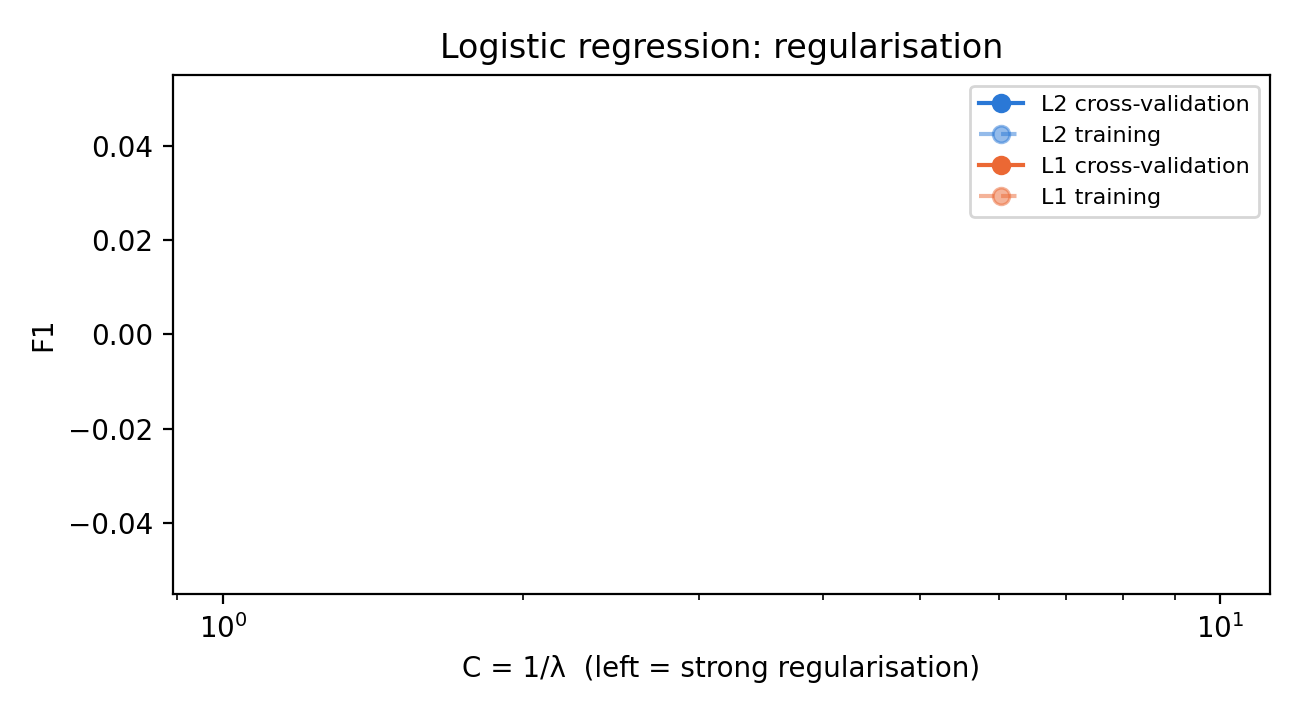 Logistic regression: regularisation
L2 cross-validation
L2 training
L1 cross-validation
L1 training
0.04
0.02
0.00
−0.02
−0.04
F1
10⁰
10¹
C = 1/λ  (left = strong regularisation)